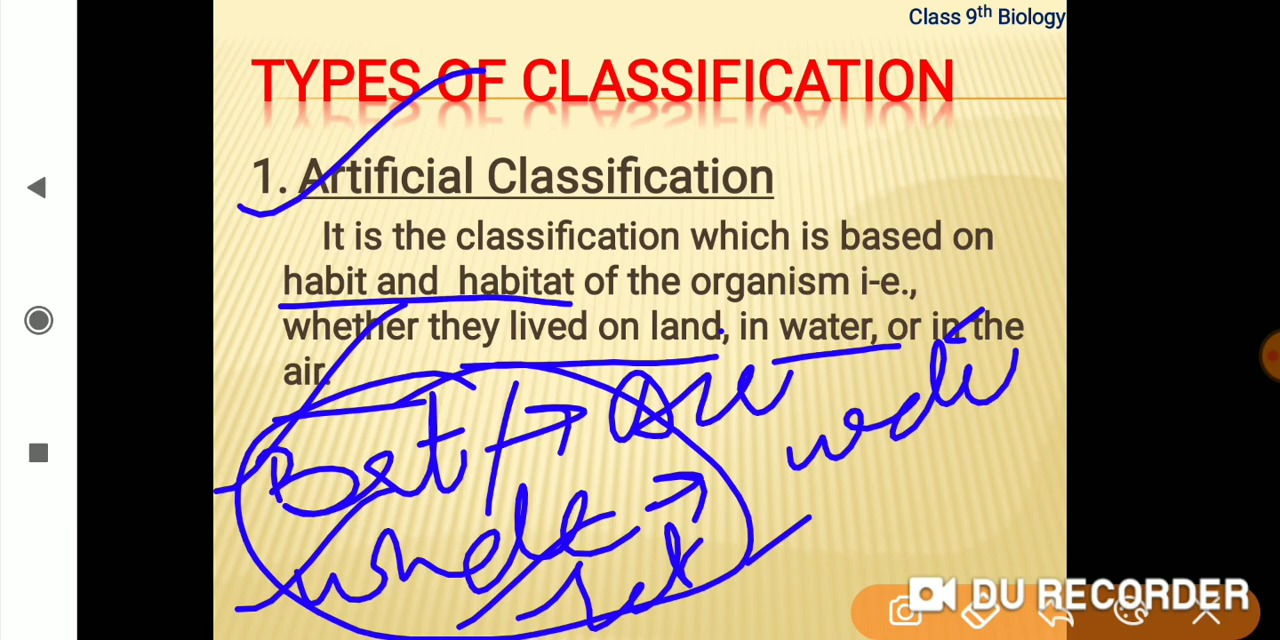 Class 9th Biology
TYPES OF CLASSIFICATION
1. Artificial Classification
It is the classification which is based on
habit and habitat of the organism i-e.,
whether they lived on land, in water, or in the
air.
DU RECORDER